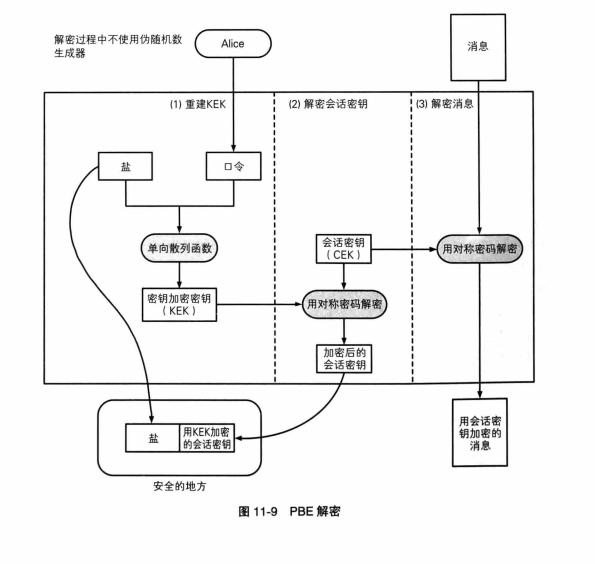 解密过程中不使用伪随机数
生成器
Alice
消息
(1) 重建KEK
(2) 解密会话密钥
(3) 解密消息
盐
口令
单向散列函数
会话密钥
( CEK )
用对称密码解密
密钥加密密钥
( KEK )
用对称密码解密
加密后的
会话密钥
盐
用KEK加密
的会话密钥
用会话密
钥加密的
消息
安全的地方
图 11-9 PBE 解密